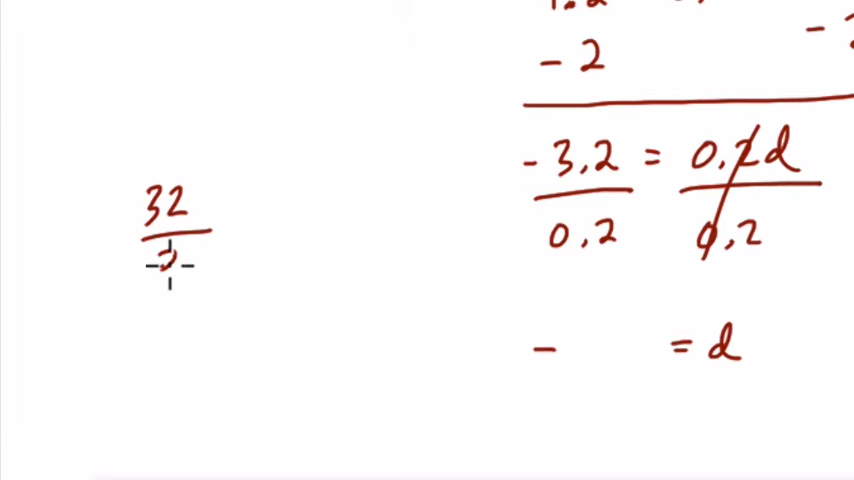 - 2
- 3,2 = 0,2d
0,2 0,2
- = d
32